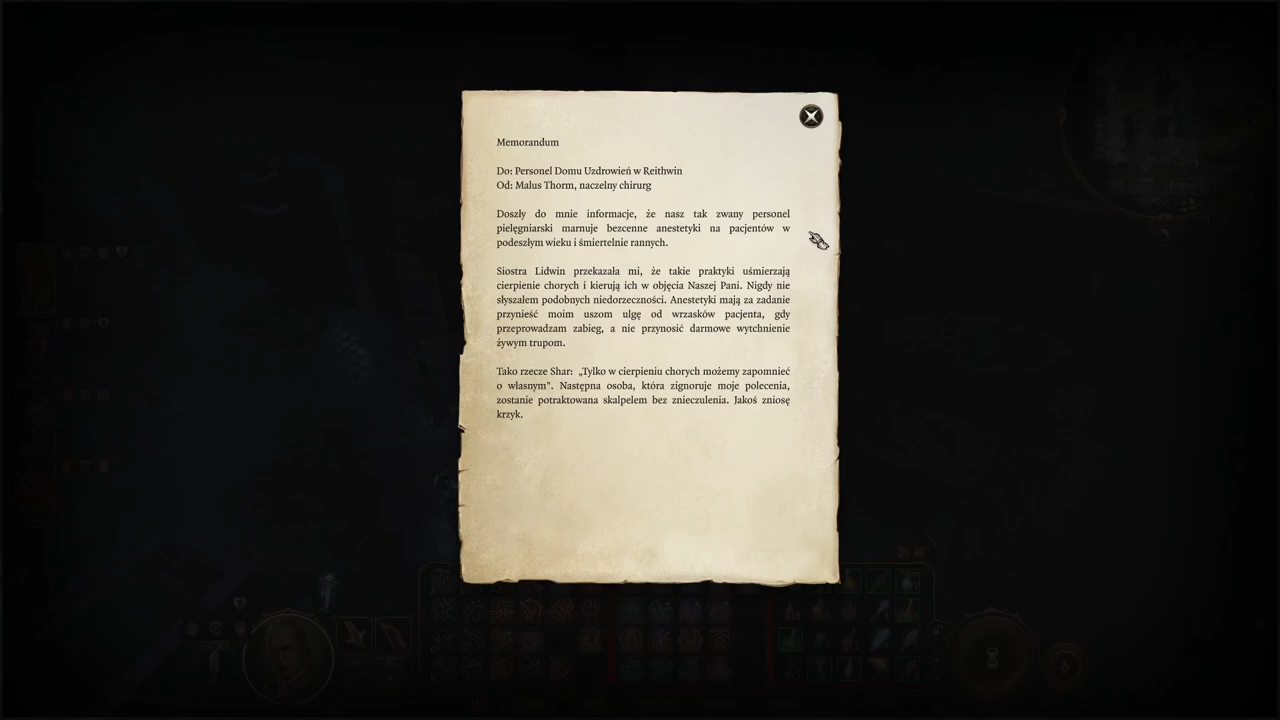 Memorandum
Do: Personel Domu Uzdrowień w Reithwin
Od: Malus Thorm, naczelny chirurg
Doszły do mnie informacje, że nasz tak zwany personel
pielęgniarski marnuje bezcenne anestetyki na pacjentów w
podeszłym wieku i śmiertelnie rannych.
Siostra Lidwin przekazała mi, że takie praktyki uśmierzają
cierpienie chorych i kierują ich w objęcia Naszej Pani. Nigdy nie
słyszałem podobnych niedorzeczności. Anestetyki mają za zadanie
przynieść moim uszom ulgę od wrzasków pacjenta, gdy
przeprowadzam zabieg, a nie przynosić darmowe wytchnienie
żywym trupom.
Tako rzecze Shar: „Tylko w cierpieniu chorych możemy zapomnieć
o własnym". Następna osoba, która zignoruje moje polecenia,
zostanie potraktowana skalpelem bez znieczulenia. Jakoś zniosę
krzyk.